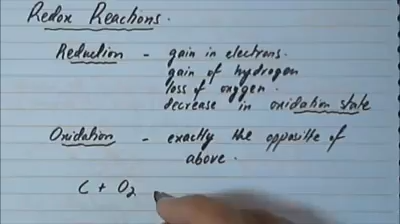 Redox Reactions.
Reduction - gain in electrons.
gain of hydrogen
loss of oxygen.
decrease in oxidation state
Oxidation - exactly the oppositte of
above.
C + O2